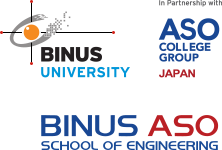 In Partnership with
BINUS
UNIVERSITY
ASO
COLLEGE
GROUP
JAPAN
BINUS ASO
SCHOOL OF ENGINEERING